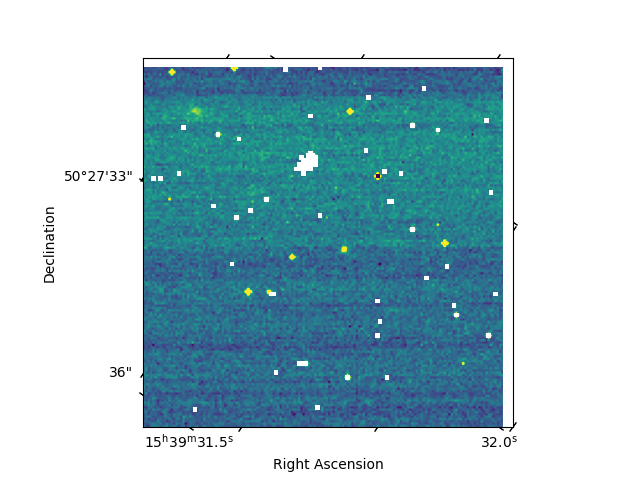 50°27'33"
Declination
36"
15ʰ39ᵐ31.5ˢ
32.0ˢ
Right Ascension